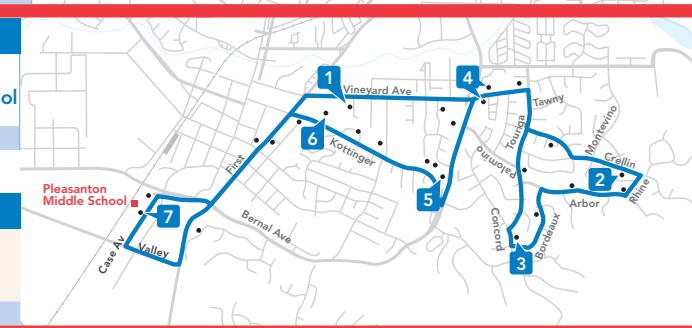 ol
1
Vineyard Ave
4
Tawny
Touriga
Montevino
6
Kottinger
Palomino
Crellin
First
2
Rhine
Pleasanton
Middle School
5
Arbor
7
Concord
Bordeaux
Bernal Ave
Case Av
Valley
3